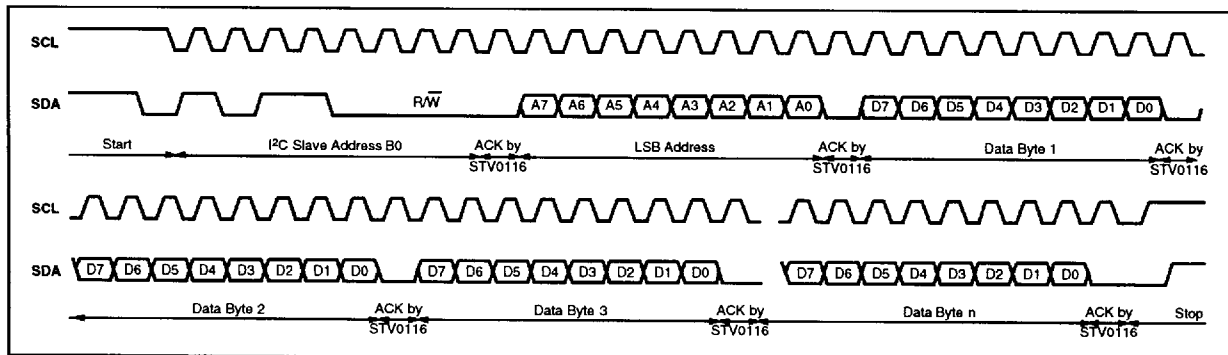 SCL
SDA
R/W̅
A7 A6 A5 A4 A3 A2 A1 A0
D7 D6 D5 D4 D3 D2 D1 D0
Start
I²C Slave Address B0
ACK by
STV0116
LSB Address
ACK by
STV0116
Data Byte 1
ACK by
STV0116
SCL
SDA
D7 D6 D5 D4 D3 D2 D1 D0
D7 D6 D5 D4 D3 D2 D1 D0
D7 D6 D5 D4 D3 D2 D1 D0
Data Byte 2
ACK by
STV0116
Data Byte 3
ACK by
STV0116
Data Byte n
ACK by
STV0116
Stop